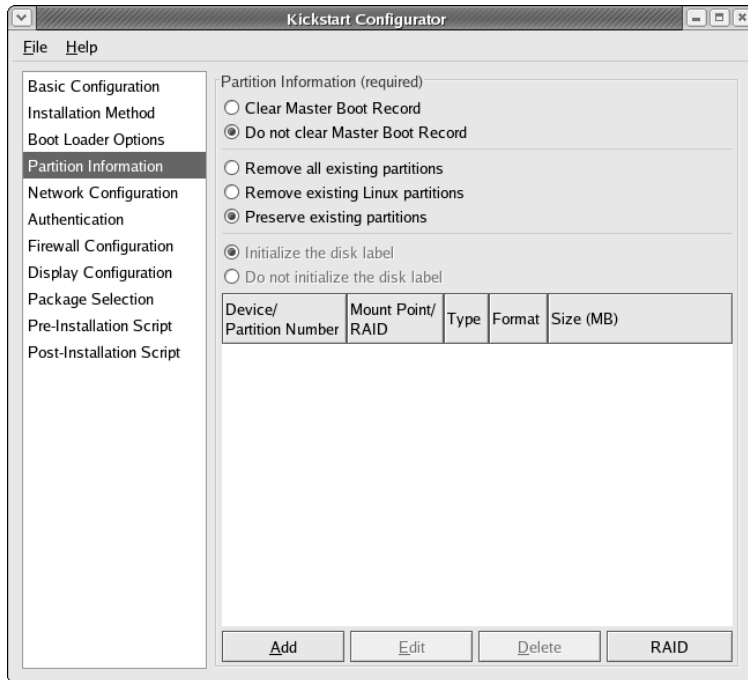 Kickstart Configurator
File Help
Basic Configuration
Installation Method
Boot Loader Options
Partition Information
Network Configuration
Authentication
Firewall Configuration
Display Configuration
Package Selection
Pre-Installation Script
Post-Installation Script
Partition Information (required)
Clear Master Boot Record
Do not clear Master Boot Record
Remove all existing partitions
Remove existing Linux partitions
Preserve existing partitions
Initialize the disk label
Do not initialize the disk label
Device/
Partition Number
Mount Point/
RAID
Type
Format
Size (MB)
Add
Edit
Delete
RAID